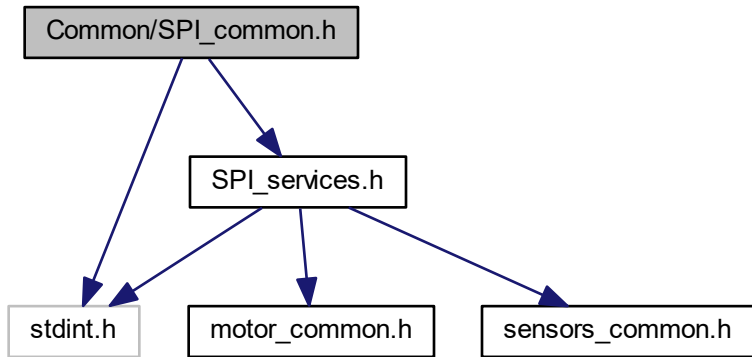 Common/SPI_common.h
SPI_services.h
stdint.h
motor_common.h
sensors_common.h